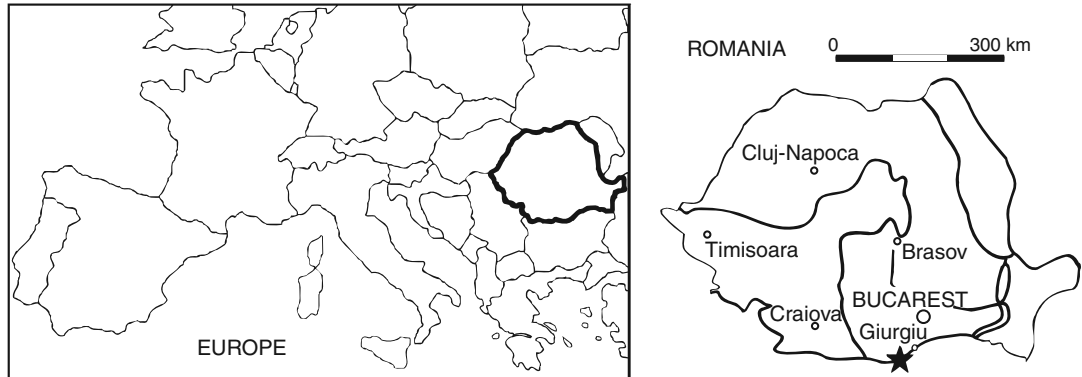 EUROPE
ROMANIA
0 300 km
Cluj-Napoca
Timisoara
Brasov
BUCAREST
Craiova
Giurgiu